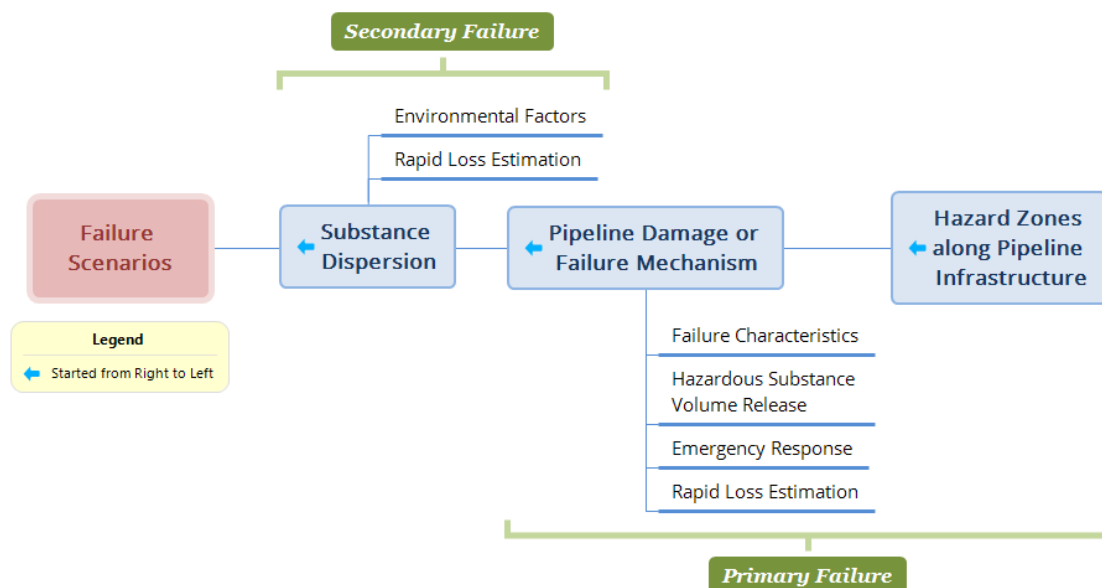 Secondary Failure
Environmental Factors
Rapid Loss Estimation
Failure
Scenarios
Substance
Dispersion
Pipeline Damage or
Failure Mechanism
Hazard Zones
along Pipeline
Infrastructure
Legend
Started from Right to Left
Failure Characteristics
Hazardous Substance
Volume Release
Emergency Response
Rapid Loss Estimation
Primary Failure